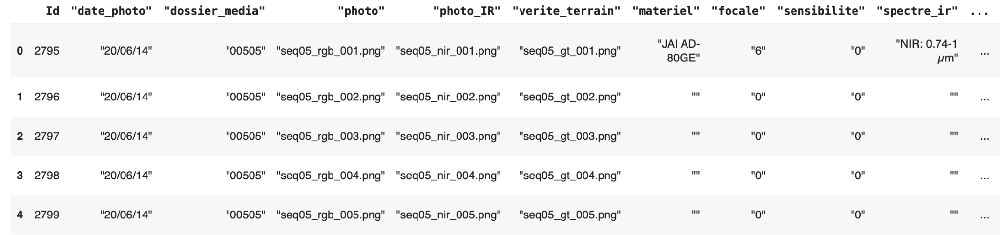 Id "date_photo" "dossier_media" "photo" "photo_IR" "verite_terrain" "materiel" "focale" "sensibilite" "spectre_ir" ...
0 2795 "20/06/14" "00505" "seq05_rgb_001.png" "seq05_nir_001.png" "seq05_gt_001.png" "JAI AD-80GE" "6" "0" "NIR: 0.74-1 µm" ...
1 2796 "20/06/14" "00505" "seq05_rgb_002.png" "seq05_nir_002.png" "seq05_gt_002.png" "" "0" "0" "" ...
2 2797 "20/06/14" "00505" "seq05_rgb_003.png" "seq05_nir_003.png" "seq05_gt_003.png" "" "0" "0" "" ...
3 2798 "20/06/14" "00505" "seq05_rgb_004.png" "seq05_nir_004.png" "seq05_gt_004.png" "" "0" "0" "" ...
4 2799 "20/06/14" "00505" "seq05_rgb_005.png" "seq05_nir_005.png" "seq05_gt_005.png" "" "0" "0" "" ...